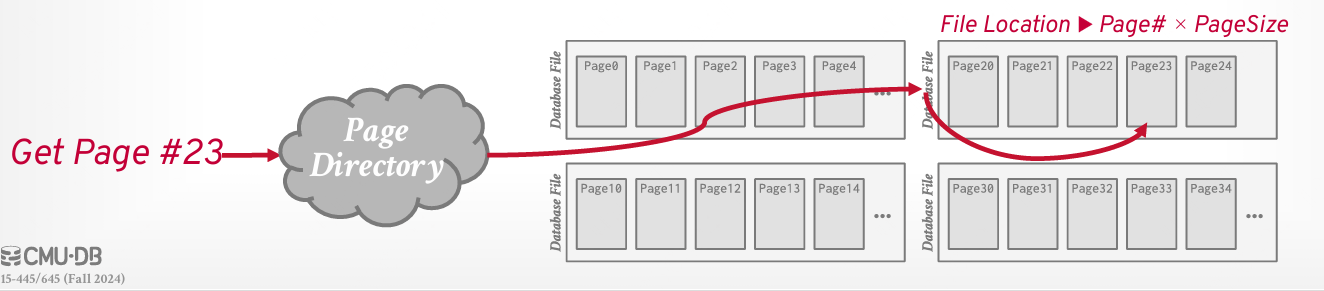 File Location ▶ Page# × PageSize
Get Page #23
Page
Directory
Database File
Page0 Page1 Page2 Page3 Page4 ...
Database File
Page20 Page21 Page22 Page23 Page24
Database File
Page10 Page11 Page12 Page13 Page14 ...
Database File
Page30 Page31 Page32 Page33 Page34 ...
CMU·DB
15-445/645 (Fall 2024)